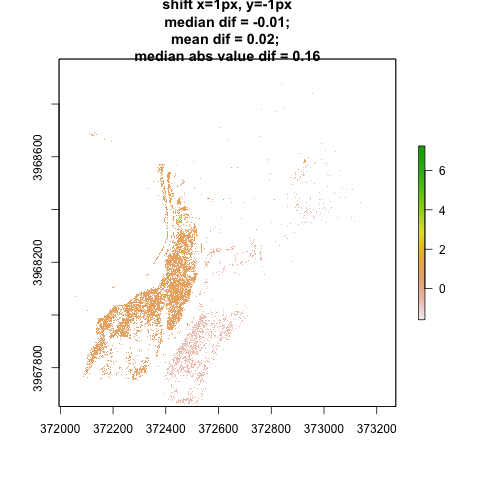 shift x=1px, y=-1px
median dif = -0.01;
mean dif = 0.02;
median abs value dif = 0.16
3968600
3968200
3967800
6
4
2
0
372000 372200 372400 372600 372800 373000 373200